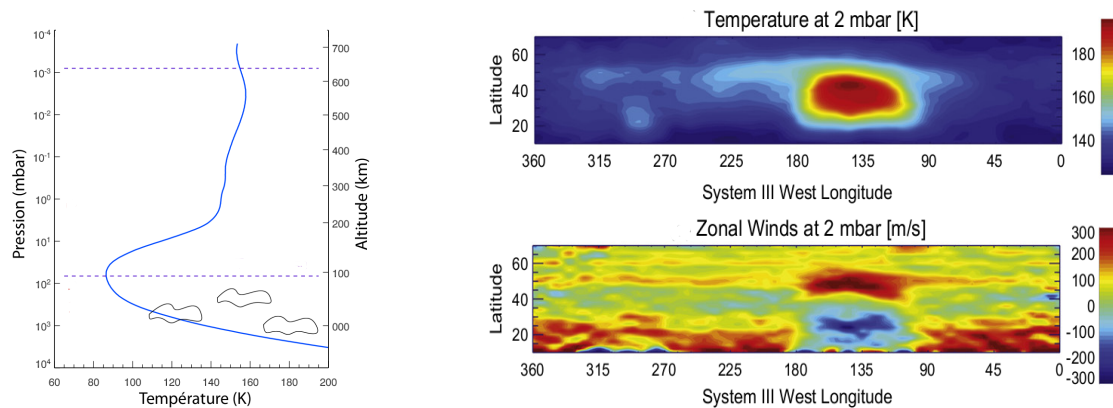 10-4
10-3
10-2
10-1
10⁰
10¹
10²
10³
10⁴
Pression (mbar)
700
600
500
400
300
200
100
000
Altitude (km)
60 80 100 120 140 160 180 200
Température (K)
Temperature at 2 mbar [K]
60
40
20
Latitude
360 315 270 225 180 135 90 45 0
System III West Longitude
180
160
140
Zonal Winds at 2 mbar [m/s]
60
40
20
Latitude
360 315 270 225 180 135 90 45 0
System III West Longitude
300
200
100
0
-100
-200
-300